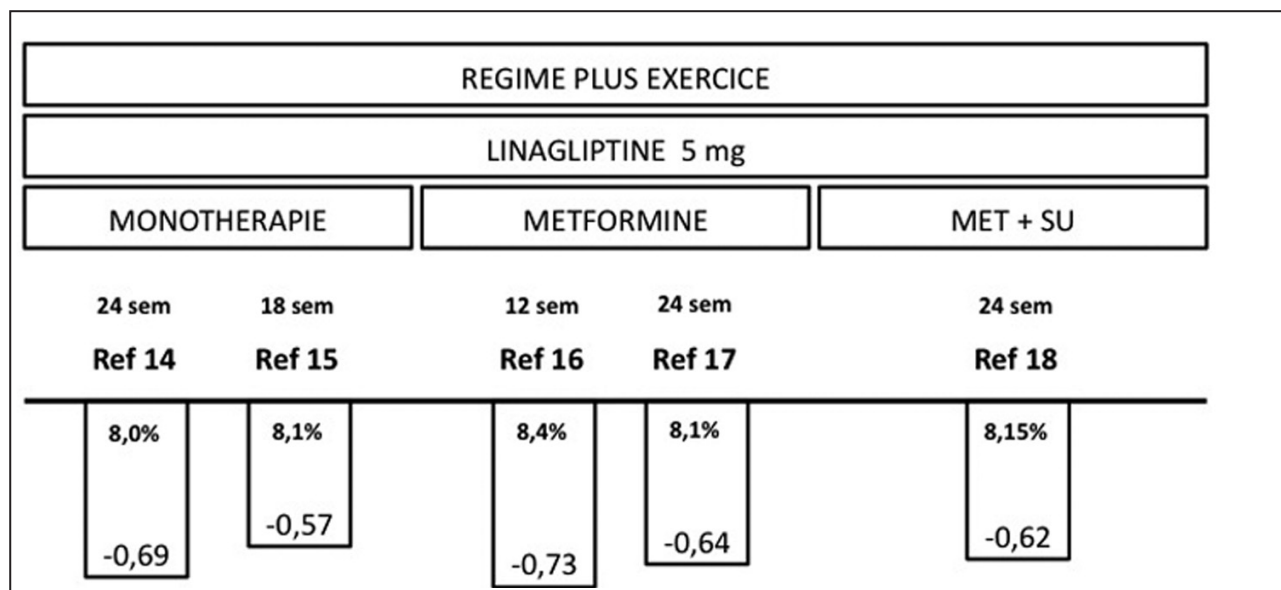 REGIME PLUS EXERCICE
LINAGLIPTINE 5 mg
MONOTHERAPIE METFORMINE MET + SU
24 sem 18 sem 12 sem 24 sem 24 sem
Ref 14 Ref 15 Ref 16 Ref 17 Ref 18
8,0% 8,1% 8,4% 8,1% 8,15%
-0,69 -0,57 -0,73 -0,64 -0,62